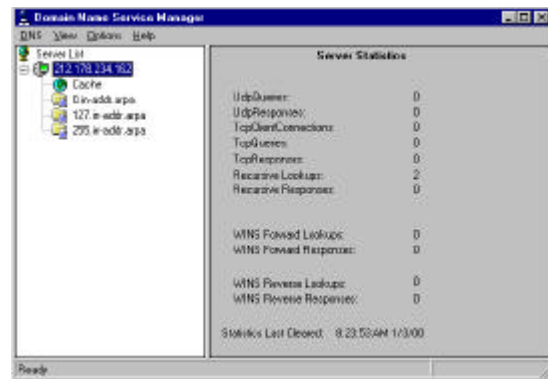 Domain Name Service Manager
DNS View Options Help
Server List
212.178.234.162
Cache
0.in-addr.arpa
127.in-addr.arpa
255.in-addr.arpa
Server Statistics
UdpQueries: 0
UdpResponses: 0
TcpClientConnections: 0
TcpQueries: 0
TcpResponses: 0
Recursive Lookups: 2
Recursive Responses: 0
WINS Forward Lookups: 0
WINS Forward Responses: 0
WINS Reverse Lookups: 0
WINS Reverse Responses: 0
Statistics Last Cleared: 8:23:53 AM 1/3/00
Ready